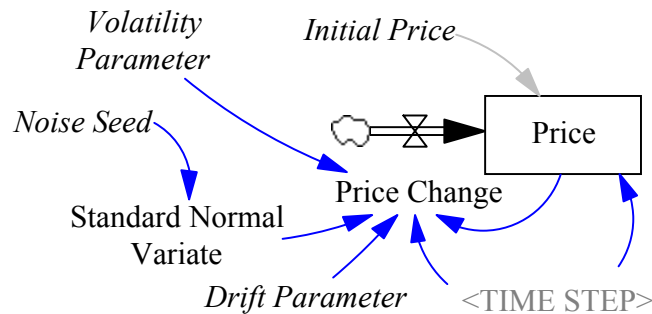 Volatility
Parameter
Initial Price
Noise Seed
Price
Price Change
Standard Normal
Variate
Drift Parameter
<TIME STEP>